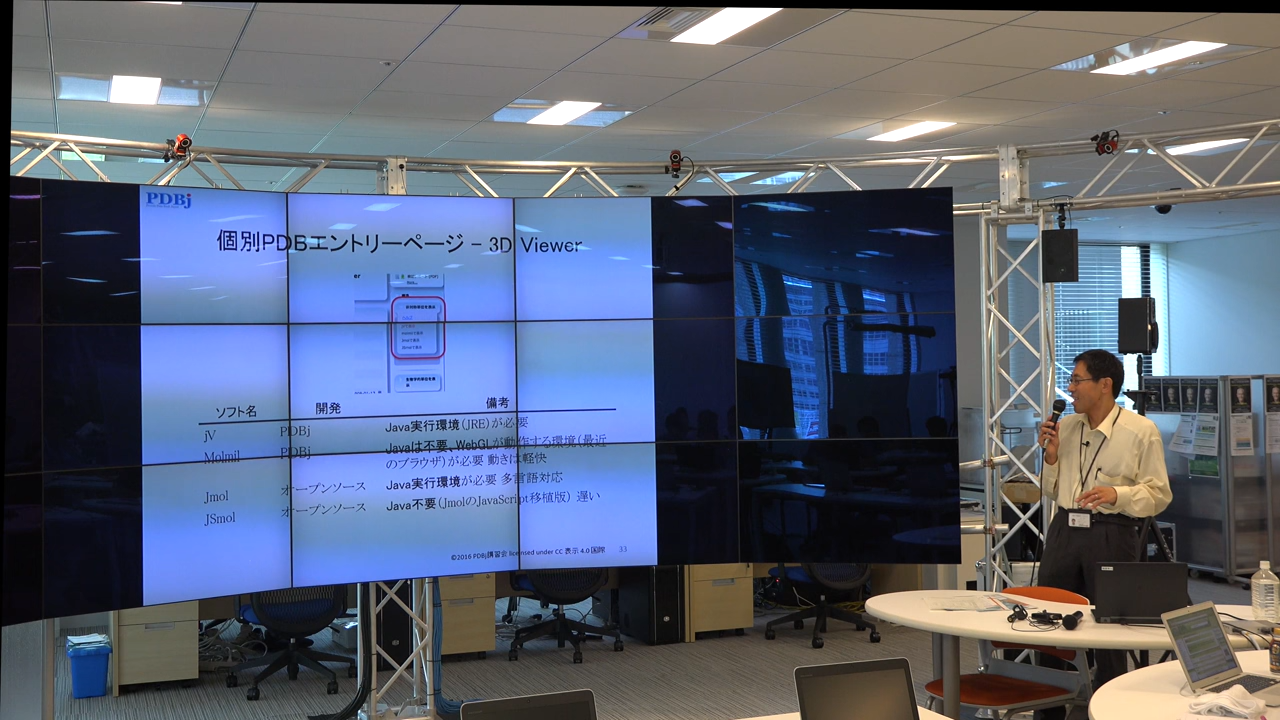 PDBj
個別PDBエントリーページ – 3D Viewer
ソフト名 開発 備考
jV PDBj Java実行環境（JRE）が必要
Molmil PDBj Javaは不要、WebGLが動作する環境（最近
のブラウザ）が必要 動きは軽快
Jmol オープンソース Java実行環境が必要 多言語対応
JSmol オープンソース Java不要（JmolのJavaScript移植版） 遅い
©2016 PDBj講習会 licensed under CC 表示 4.0 国際 33